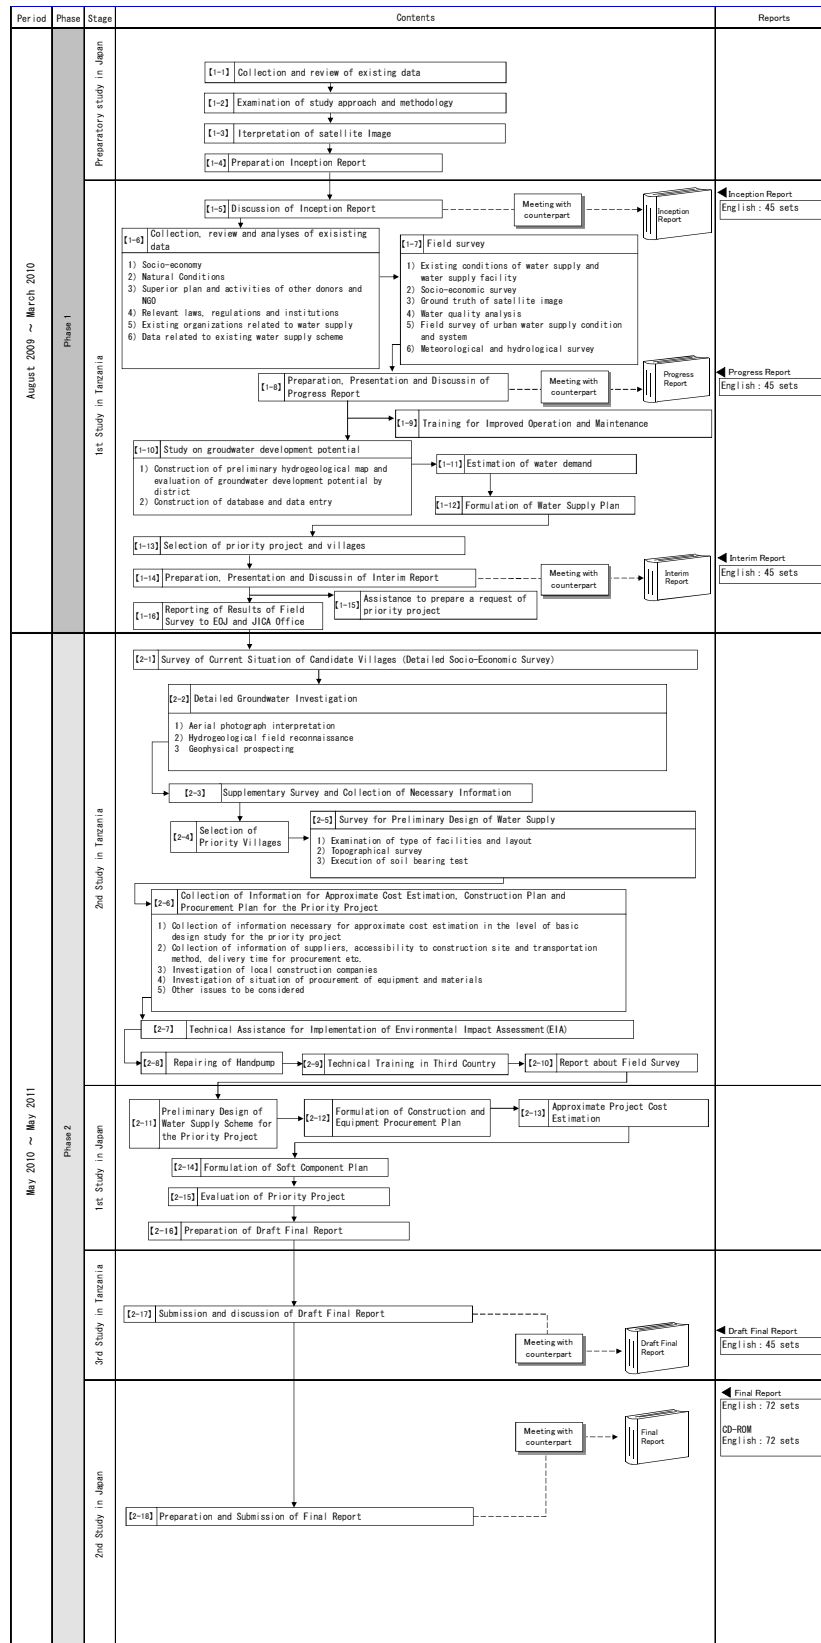 Period Phase Stage Contents Reports
August 2009 ~ March 2010
Phase 1
Preparatory study in Japan
【1-1】 Collection and review of existing data
【1-2】 Examination of study approach and methodology
【1-3】 Iterpretation of satellite Image
【1-4】 Preparation Inception Report
1st Study in Tanzania
【1-5】 Discussion of Inception Report
Meeting with
counterpart
Inception
Report
Inception Report
English : 45 sets
【1-6】 Collection, review and analyses of exisisting
data
1) Socio-economy
2) Natural Conditions
3) Superior plan and activities of other donors and
NGO
4) Relevant laws, regulations and institutions
5) Existing organizations related to water supply
6) Data related to existing water supply scheme
【1-7】 Field survey
1) Existing conditions of water supply and
water supply facility
2) Socio-economic survey
3) Ground truth of satellite image
4) Water quality analysis
5) Field survey of urban water supply condition
and system
6) Meteorological and hydrological survey
【1-8】 Preparation, Presentation and Discussin of
Progress Report
Meeting with
counterpart
Progress
Report
Progress Report
English : 45 sets
【1-9】 Training for Improved Operation and Maintenance
【1-10】 Study on groudwater development potential
1) Construction of preliminary hydrogeological map and
evaluation of groundwater development potential by
district
2) Construction of database and data entry
【1-11】 Estimation of water demand
【1-12】 Formulation of Water Supply Plan
【1-13】 Selection of priority project and villages
【1-14】 Preparation, Presentation and Discussin of Interim Report
Meeting with
counterpart
Interim
Report
Interim Report
English : 45 sets
【1-15】 Assistance to prepare a request of
priority project
【1-16】 Reporting of Results of Field
Survey to EOJ and JICA Office
May 2010 ~ May 2011
Phase 2
2nd Study in Tanzania
【2-1】 Survey of Current Situation of Candidate Villages (Detailed Socio-Economic Survey)
【2-2】 Detailed Groundwater Investigation
1) Aerial photograph interpretation
2) Hydrogeological field reconnaissance
3 Geophysical prospecting
【2-3】 Supplementary Survey and Collection of Necessary Information
【2-4】 Selection of
Priority Villages
【2-5】 Survey for Preliminary Design of Water Supply
1) Examination of type of facilities and layout
2) Topographical survey
3) Execution of soil bearing test
【2-6】 Collection of Information for Approximate Cost Estimation, Construction Plan and
Procurement Plan for the Priority Project
1) Collection of information necessary for approximate cost estimation in the level of basic
design study for the priority project
2) Collection of information of suppliers, accessibility to construction site and transportation
method, delivery time for procurement etc.
3) Investigation of local construction companies
4) Investigation of situation of procurement of equipment and materials
5) Other issues to be considered
【2-7】 Technical Assistance for Implementation of Environmental Impact Assessment(EIA)
【2-8】 Repairing of Handpump
【2-9】 Technical Training in Third Country
【2-10】 Report about Field Survey
1st Study in Japan
【2-11】 Preliminary Design of
Water Supply Scheme for
the Priority Project
【2-12】 Formulation of Construction and
Equipment Procurement Plan
【2-13】 Approximate Project Cost
Estimation
【2-14】 Formulation of Soft Component Plan
【2-15】 Evaluation of Priority Project
【2-16】 Preparation of Draft Final Report
3rd Study in Tanzania
【2-17】 Submission and discussion of Draft Final Report
Meeting with
counterpart
Draft Final
Report
Draft Final Report
English : 45 sets
2nd Study in Japan
Meeting with
counterpart
Final
Report
Final Report
English : 72 sets
CD-ROM
English : 72 sets
【2-18】 Preparation and Submission of Final Report